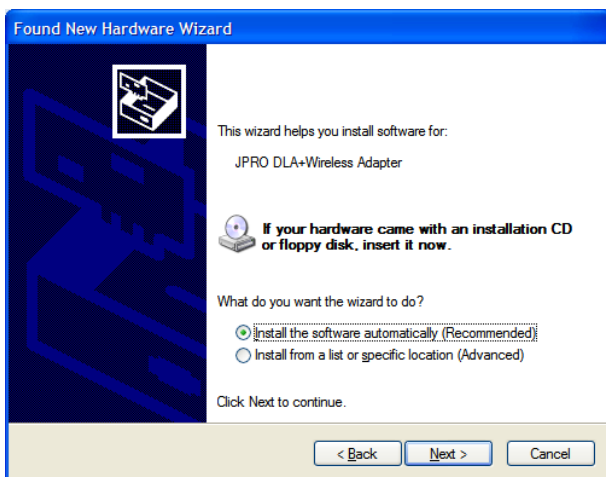 Found New Hardware Wizard
This wizard helps you install software for:
JPRO DLA+Wireless Adapter
If your hardware came with an installation CD
or floppy disk, insert it now.
What do you want the wizard to do?
Install the software automatically (Recommended)
Install from a list or specific location (Advanced)
Click Next to continue.
< Back Next > Cancel